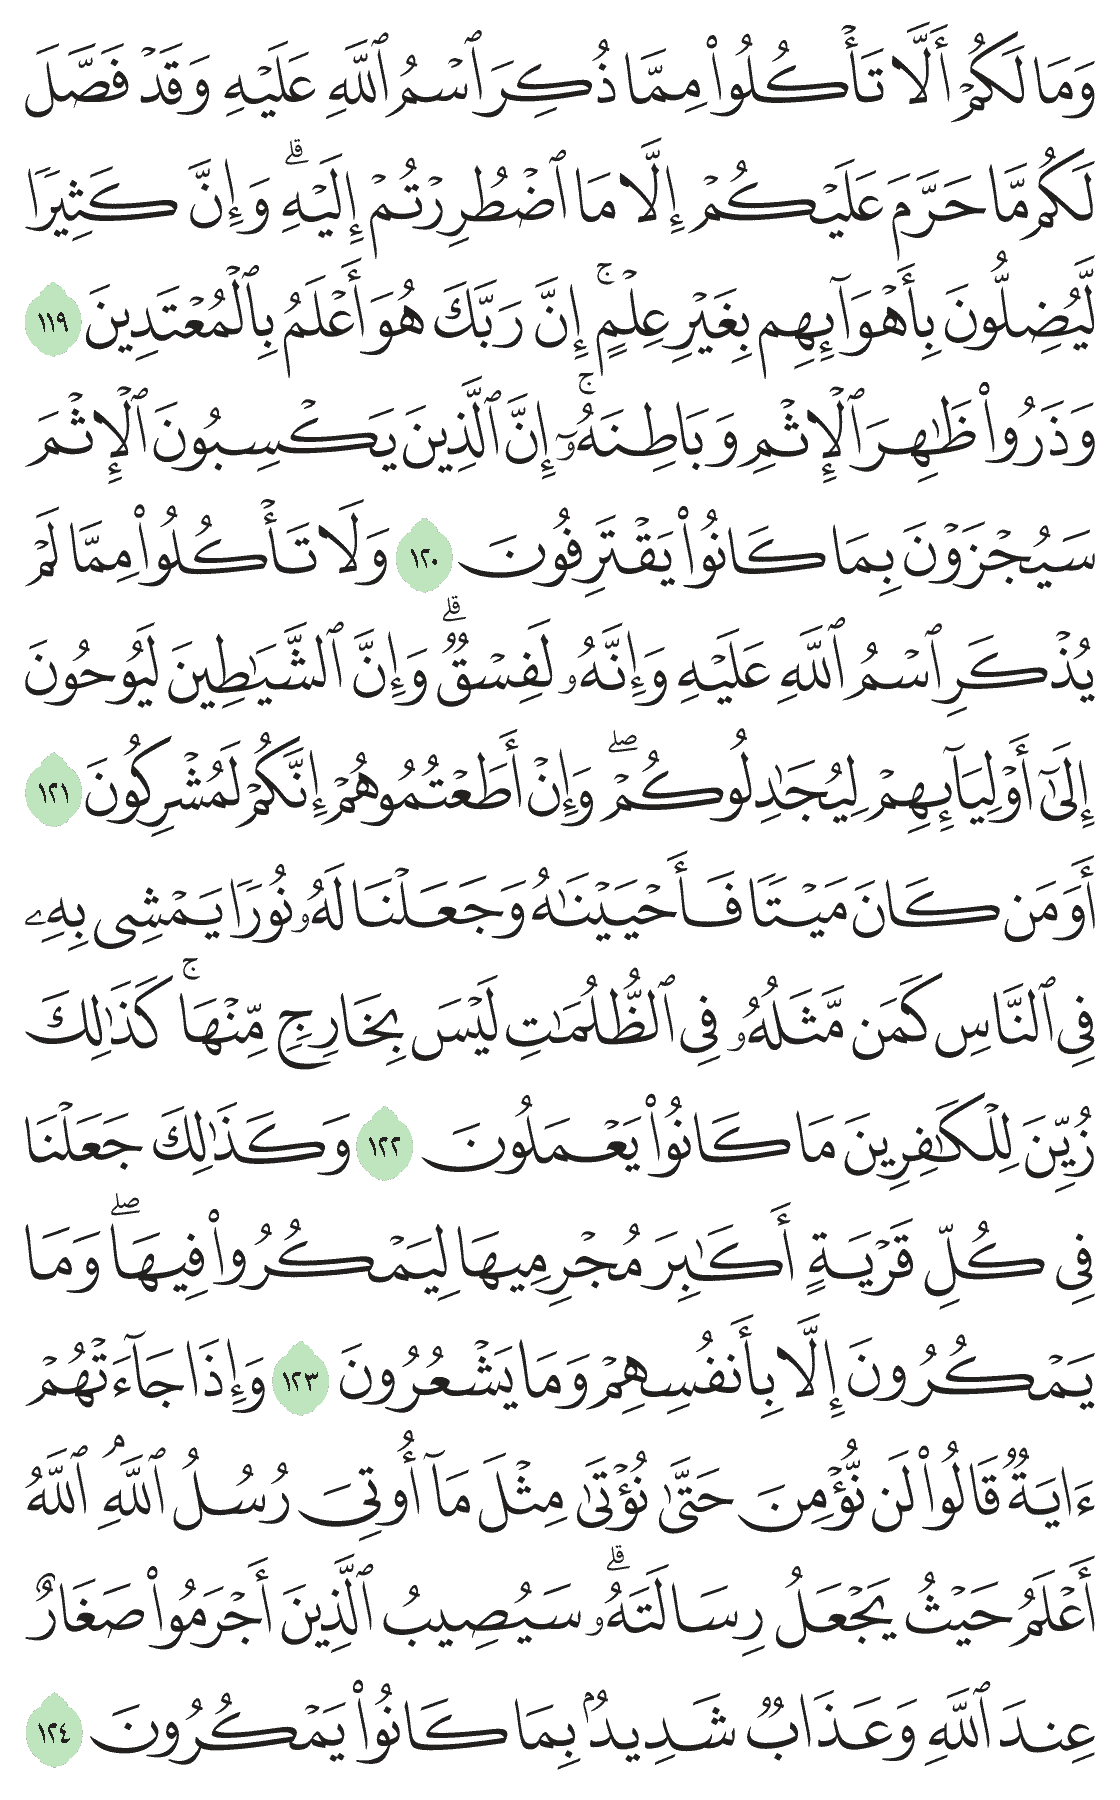 وَمَا لَكُمْ أَلَّا تَأْكُلُوا۟ مِمَّا ذُكِرَ ٱسْمُ ٱللَّهِ عَلَيْهِ وَقَدْ فَصَّلَ
لَكُم مَّا حَرَّمَ عَلَيْكُمْ إِلَّا مَا ٱضْطُرِرْتُمْ إِلَيْهِ ۗ وَإِنَّ كَثِيرًا
لَّيُضِلُّونَ بِأَهْوَآئِهِم بِغَيْرِ عِلْمٍ ۚ إِنَّ رَبَّكَ هُوَ أَعْلَمُ بِٱلْمُعْتَدِينَ ١١٩
وَذَرُوا۟ ظَـٰهِرَ ٱلْإِثْمِ وَبَاطِنَهُۥٓ ۚ إِنَّ ٱلَّذِينَ يَكْسِبُونَ ٱلْإِثْمَ
سَيُجْزَوْنَ بِمَا كَانُوا۟ يَقْتَرِفُونَ ١٢٠ وَلَا تَأْكُلُوا۟ مِمَّا لَمْ
يُذْكَرِ ٱسْمُ ٱللَّهِ عَلَيْهِ وَإِنَّهُۥ لَفِسْقٌ ۗ وَإِنَّ ٱلشَّيَـٰطِينَ لَيُوحُونَ
إِلَىٰٓ أَوْلِيَآئِهِمْ لِيُجَـٰدِلُوكُمْ ۖ وَإِنْ أَطَعْتُمُوهُمْ إِنَّكُمْ لَمُشْرِكُونَ ١٢١
أَوَمَن كَانَ مَيْتًا فَأَحْيَيْنَـٰهُ وَجَعَلْنَا لَهُۥ نُورًا يَمْشِى بِهِۦ
فِى ٱلنَّاسِ كَمَن مَّثَلُهُۥ فِى ٱلظُّلُمَـٰتِ لَيْسَ بِخَارِجٍ مِّنْهَا ۚ كَذَٰلِكَ
زُيِّنَ لِلْكَـٰفِرِينَ مَا كَانُوا۟ يَعْمَلُونَ ١٢٢ وَكَذَٰلِكَ جَعَلْنَا
فِى كُلِّ قَرْيَةٍ أَكَـٰبِرَ مُجْرِمِيهَا لِيَمْكُرُوا۟ فِيهَا ۖ وَمَا
يَمْكُرُونَ إِلَّا بِأَنفُسِهِمْ وَمَا يَشْعُرُونَ ١٢٣ وَإِذَا جَآءَتْهُمْ
ءَايَةٌ قَالُوا۟ لَن نُّؤْمِنَ حَتَّىٰ نُؤْتَىٰ مِثْلَ مَآ أُوتِىَ رُسُلُ ٱللَّهِ ۘ ٱللَّهُ
أَعْلَمُ حَيْثُ يَجْعَلُ رِسَالَتَهُۥ ۗ سَيُصِيبُ ٱلَّذِينَ أَجْرَمُوا۟ صَغَارٌ
عِندَ ٱللَّهِ وَعَذَابٌ شَدِيدٌۢ بِمَا كَانُوا۟ يَمْكُرُونَ ١٢٤